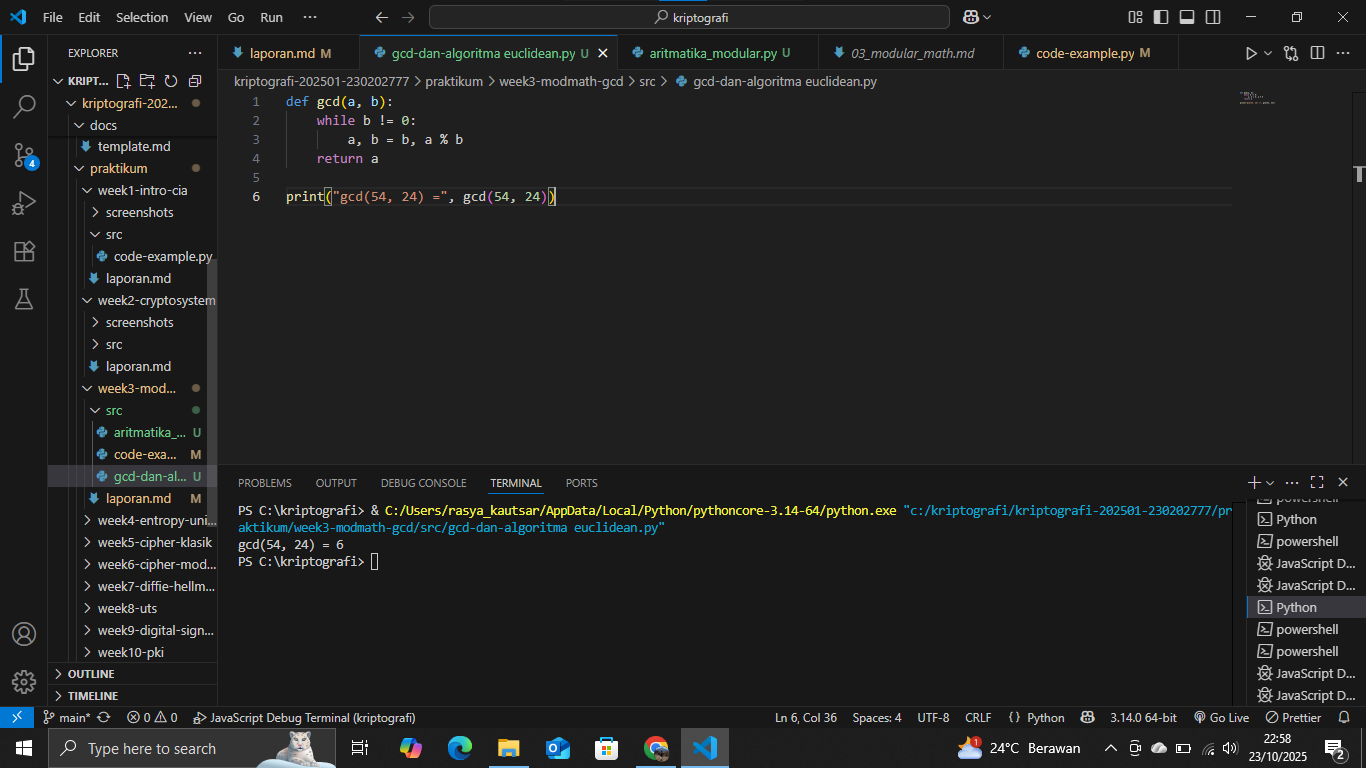 File Edit Selection View Go Run ··· kriptografi
EXPLORER ···
KRIPT...
kriptografi-202...
docs
template.md
praktikum
week1-intro-cia
screenshots
src
code-example.py
laporan.md
week2-cryptosystem
screenshots
src
laporan.md
week3-mod...
src
aritmatika_... U
code-exa... M
gcd-dan-al... U
laporan.md M
week4-entropy-uni...
week5-cipher-klasik
week6-cipher-mod...
week7-diffie-hellm...
week8-uts
week9-digital-sign...
week10-pki
OUTLINE
TIMELINE
4
laporan.md M gcd-dan-algoritma euclidean.py U aritmatika_modular.py U 03_modular_math.md code-example.py M
kriptografi-202501-230202777 > praktikum > week3-modmath-gcd > src > gcd-dan-algoritma euclidean.py
1 def gcd(a, b):
2 while b != 0:
3 a, b = b, a % b
4 return a
5
6 print("gcd(54, 24) =", gcd(54, 24))
PROBLEMS OUTPUT DEBUG CONSOLE TERMINAL PORTS
PS C:\kriptografi> & C:/Users/rasya_kautsar/AppData/Local/Python/pythoncore-3.14-64/python.exe "c:/kriptografi/kriptografi-202501-230202777/pr
aktikum/week3-modmath-gcd/src/gcd-dan-algoritma euclidean.py"
gcd(54, 24) = 6
PS C:\kriptografi>
powershell
Python
powershell
JavaScript D...
JavaScript D...
Python
powershell
powershell
JavaScript D...
JavaScript D...
main* 0 0 JavaScript Debug Terminal (kriptografi) Ln 6, Col 36 Spaces: 4 UTF-8 CRLF {} Python 3.14.0 64-bit Go Live Prettier
Type here to search 1 24°C Berawan 22:58
23/10/2025 2